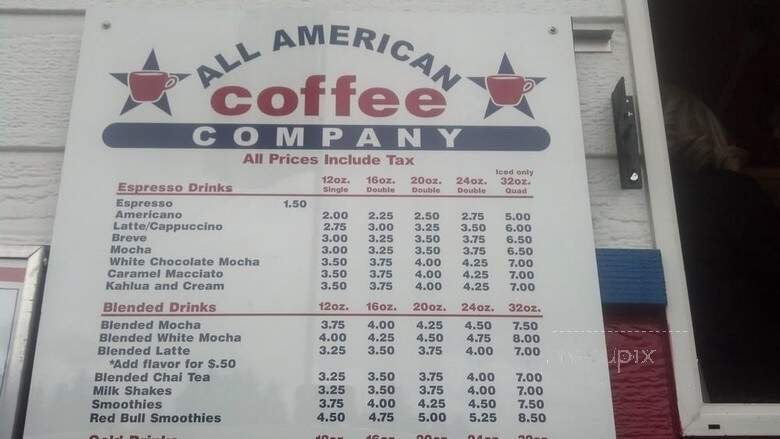 ALL AMERICAN
coffee
COMPANY
All Prices Include Tax
Iced only
12oz. 16oz. 20oz. 24oz. 32oz.
Espresso Drinks Single Double Double Double Quad
Espresso 1.50
Americano 2.00 2.25 2.50 2.75 5.00
Latte/Cappuccino 2.75 3.00 3.25 3.50 6.00
Breve 3.00 3.25 3.50 3.75 6.50
Mocha 3.00 3.25 3.50 3.75 6.50
White Chocolate Mocha 3.50 3.75 4.00 4.25 7.00
Caramel Macciato 3.50 3.75 4.00 4.25 7.00
Kahlua and Cream 3.50 3.75 4.00 4.25 7.00
Blended Drinks 12oz. 16oz. 20oz. 24oz. 32oz.
Blended Mocha 3.75 4.00 4.25 4.50 7.50
Blended White Mocha 4.00 4.25 4.50 4.75 8.00
Blended Latte 3.25 3.50 3.75 4.00 7.00
*Add flavor for $.50
Blended Chai Tea 3.25 3.50 3.75 4.00 7.00
Milk Shakes 3.25 3.50 3.75 4.00 7.00
Smoothies 3.75 4.00 4.25 4.50 7.50
Red Bull Smoothies 4.50 4.75 5.00 5.25 8.50